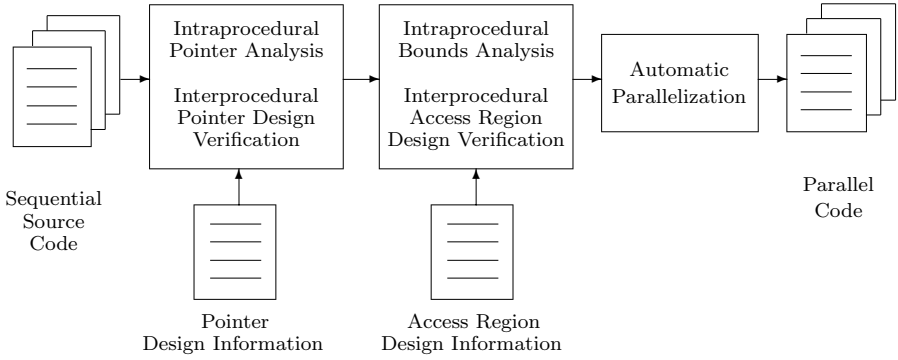 Intraprocedural
Pointer Analysis
Interprocedural
Pointer Design
Verification
Intraprocedural
Bounds Analysis
Interprocedural
Access Region
Design Verification
Automatic
Parallelization
Sequential
Source
Code
Parallel
Code
Pointer
Design Information
Access Region
Design Information